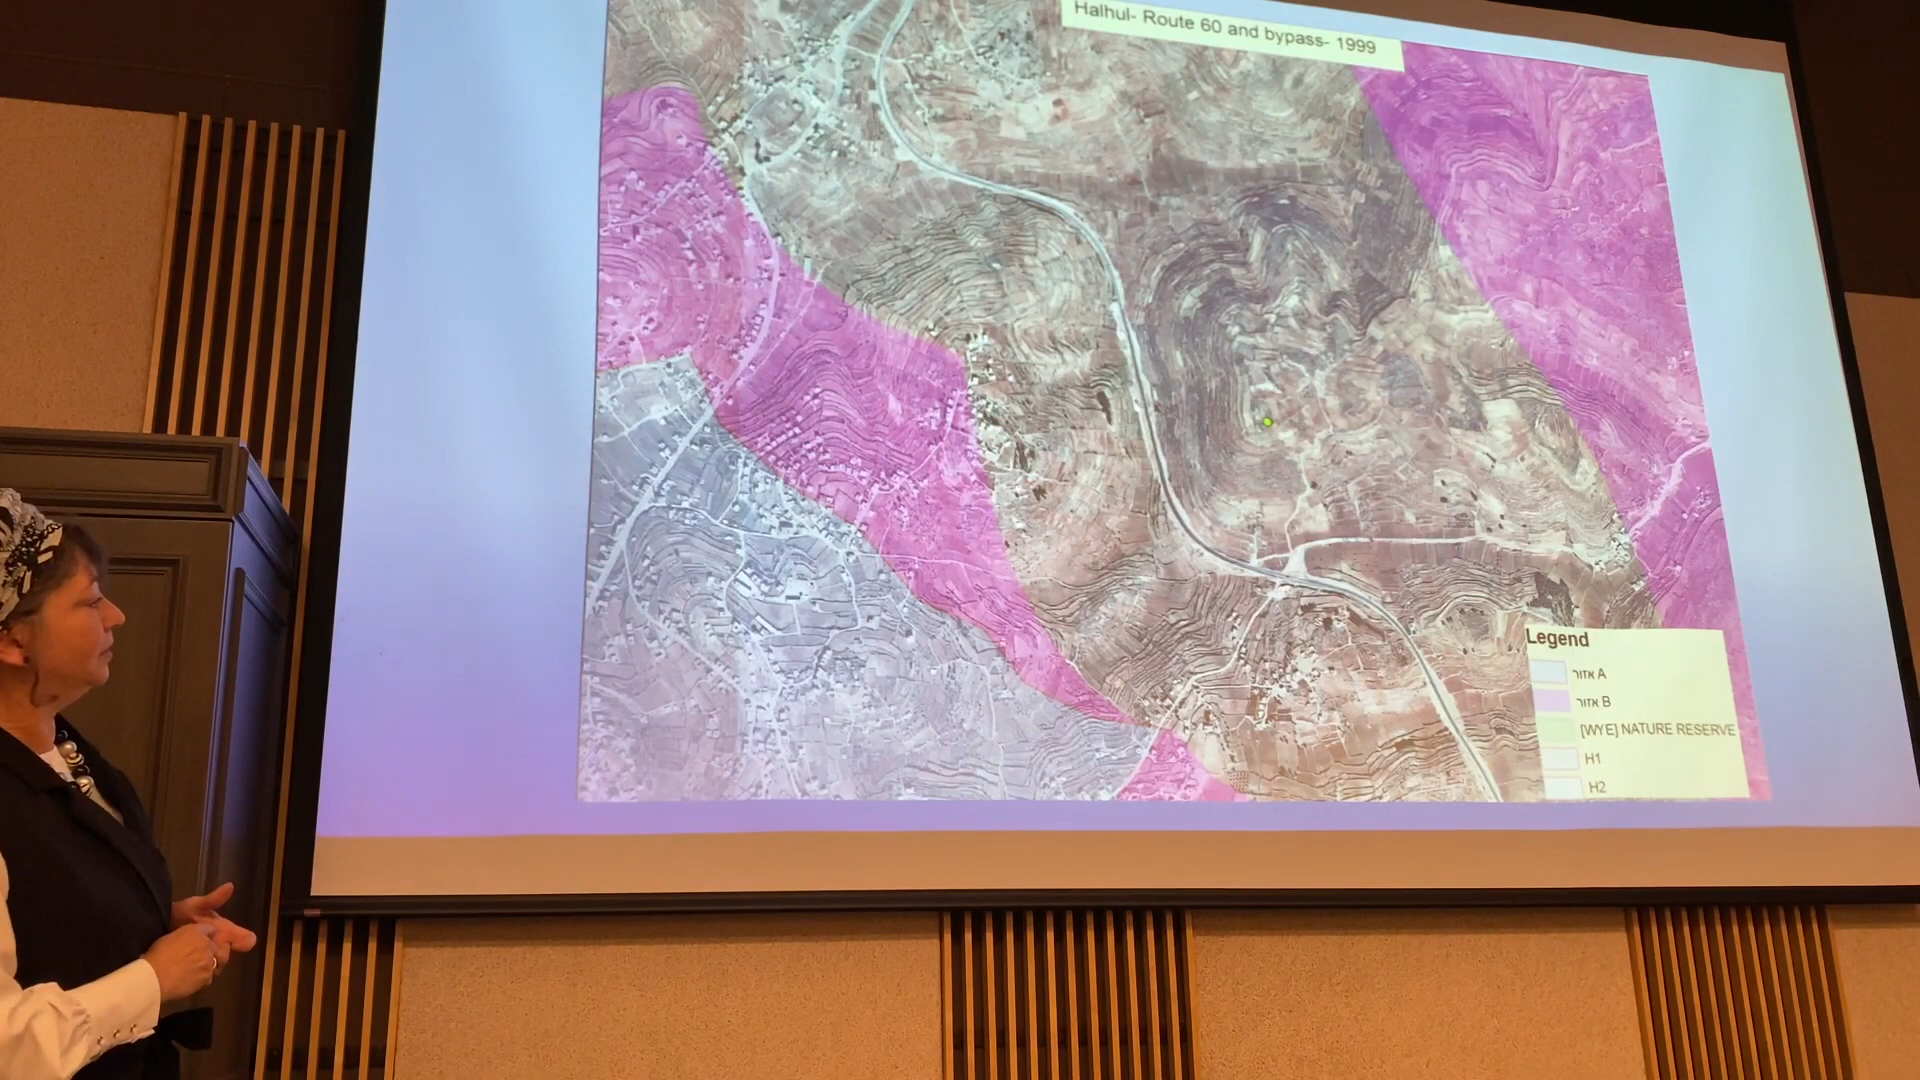 Halhul- Route 60 and bypass- 1999
Legend
אזור A
אזור B
[WYE] NATURE RESERVE
H1
H2